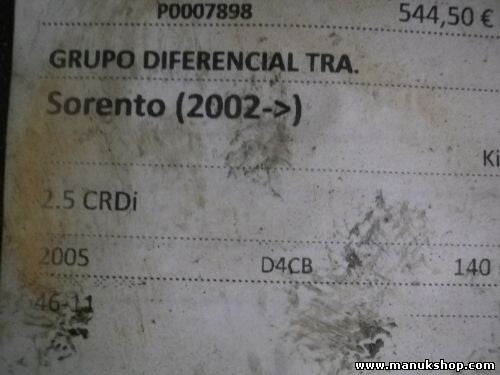 P0007898 544,50 €
GRUPO DIFERENCIAL TRA.
Sorento (2002->)
Ki
2.5 CRDi
2005 D4CB 140
46-11
www.manukshop.com